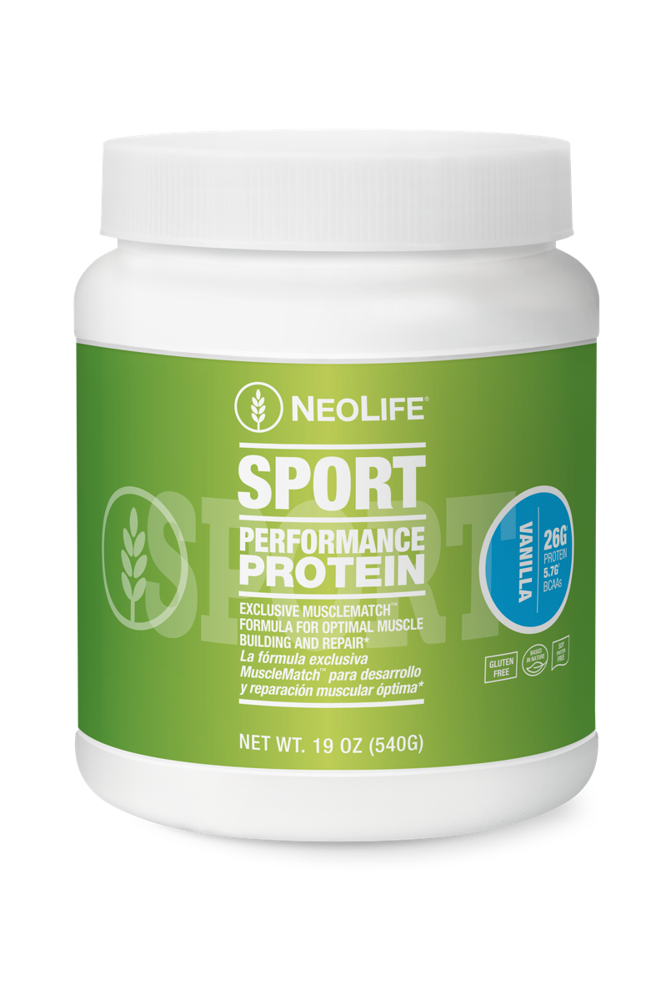 NEOLIFE®
SPORT
SPORT
PERFORMANCE
PROTEIN
EXCLUSIVE MUSCLEMATCH™
FORMULA FOR OPTIMAL MUSCLE
BUILDING AND REPAIR*
La fórmula exclusiva
MuscleMatch™ para desarrollo
y reparación muscular óptima*
NET WT. 19 OZ (540G)
VANILLA
26G†
PROTEIN
5.7G†
BCAAs
GLUTEN
FREE
BASED
IN NATURE
SOY
PROTEIN
FREE